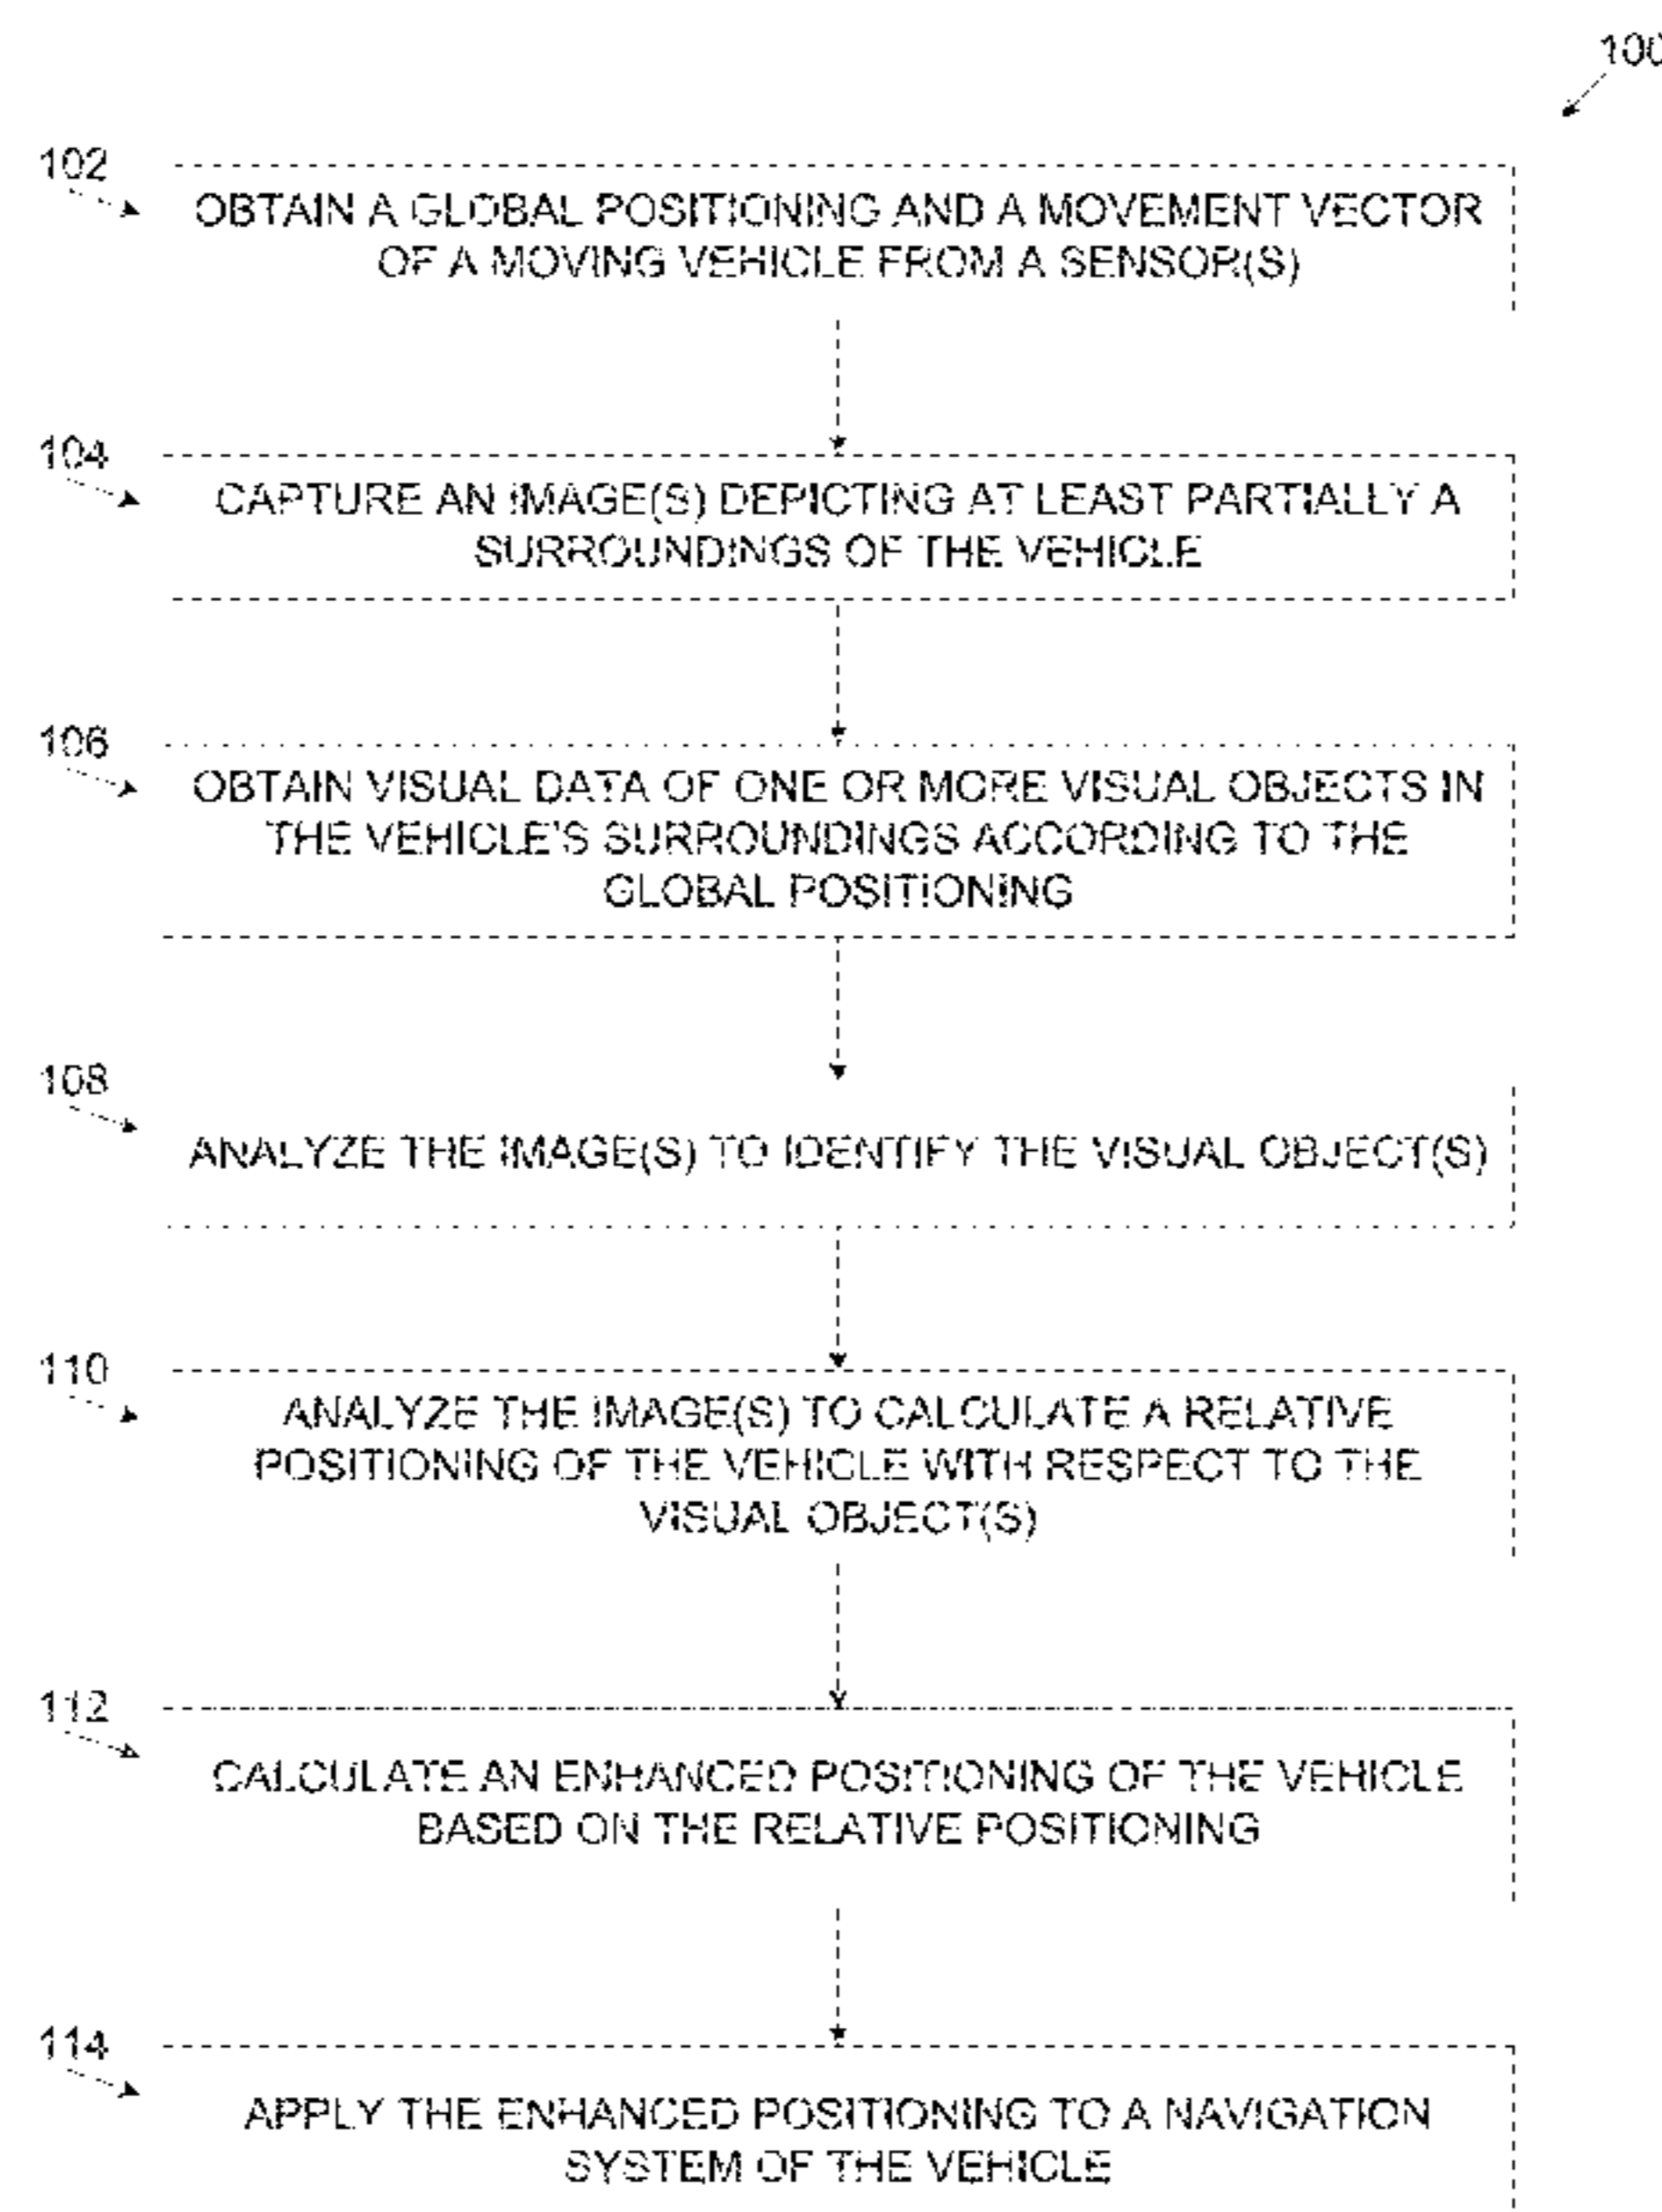 100
102
OBTAIN A GLOBAL POSITIONING AND A MOVEMENT VECTOR
OF A MOVING VEHICLE FROM A SENSOR(S)
104
CAPTURE AN IMAGE(S) DEPICTING AT LEAST PARTIALLY A
SURROUNDINGS OF THE VEHICLE
106
OBTAIN VISUAL DATA OF ONE OR MORE VISUAL OBJECTS IN
THE VEHICLE'S SURROUNDINGS ACCORDING TO THE
GLOBAL POSITIONING
108
ANALYZE THE IMAGE(S) TO IDENTIFY THE VISUAL OBJECT(S)
110
ANALYZE THE IMAGE(S) TO CALCULATE A RELATIVE
POSITIONING OF THE VEHICLE WITH RESPECT TO THE
VISUAL OBJECT(S)
112
CALCULATE AN ENHANCED POSITIONING OF THE VEHICLE
BASED ON THE RELATIVE POSITIONING
114
APPLY THE ENHANCED POSITIONING TO A NAVIGATION
SYSTEM OF THE VEHICLE